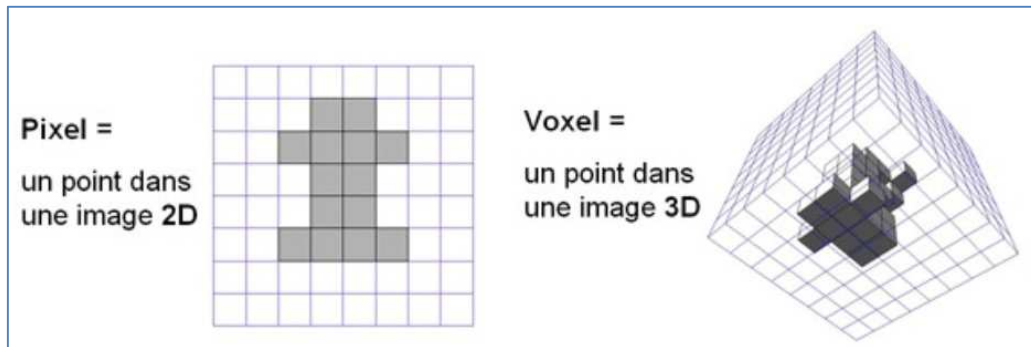 Pixel =
un point dans
une image 2D
Voxel =
un point dans
une image 3D